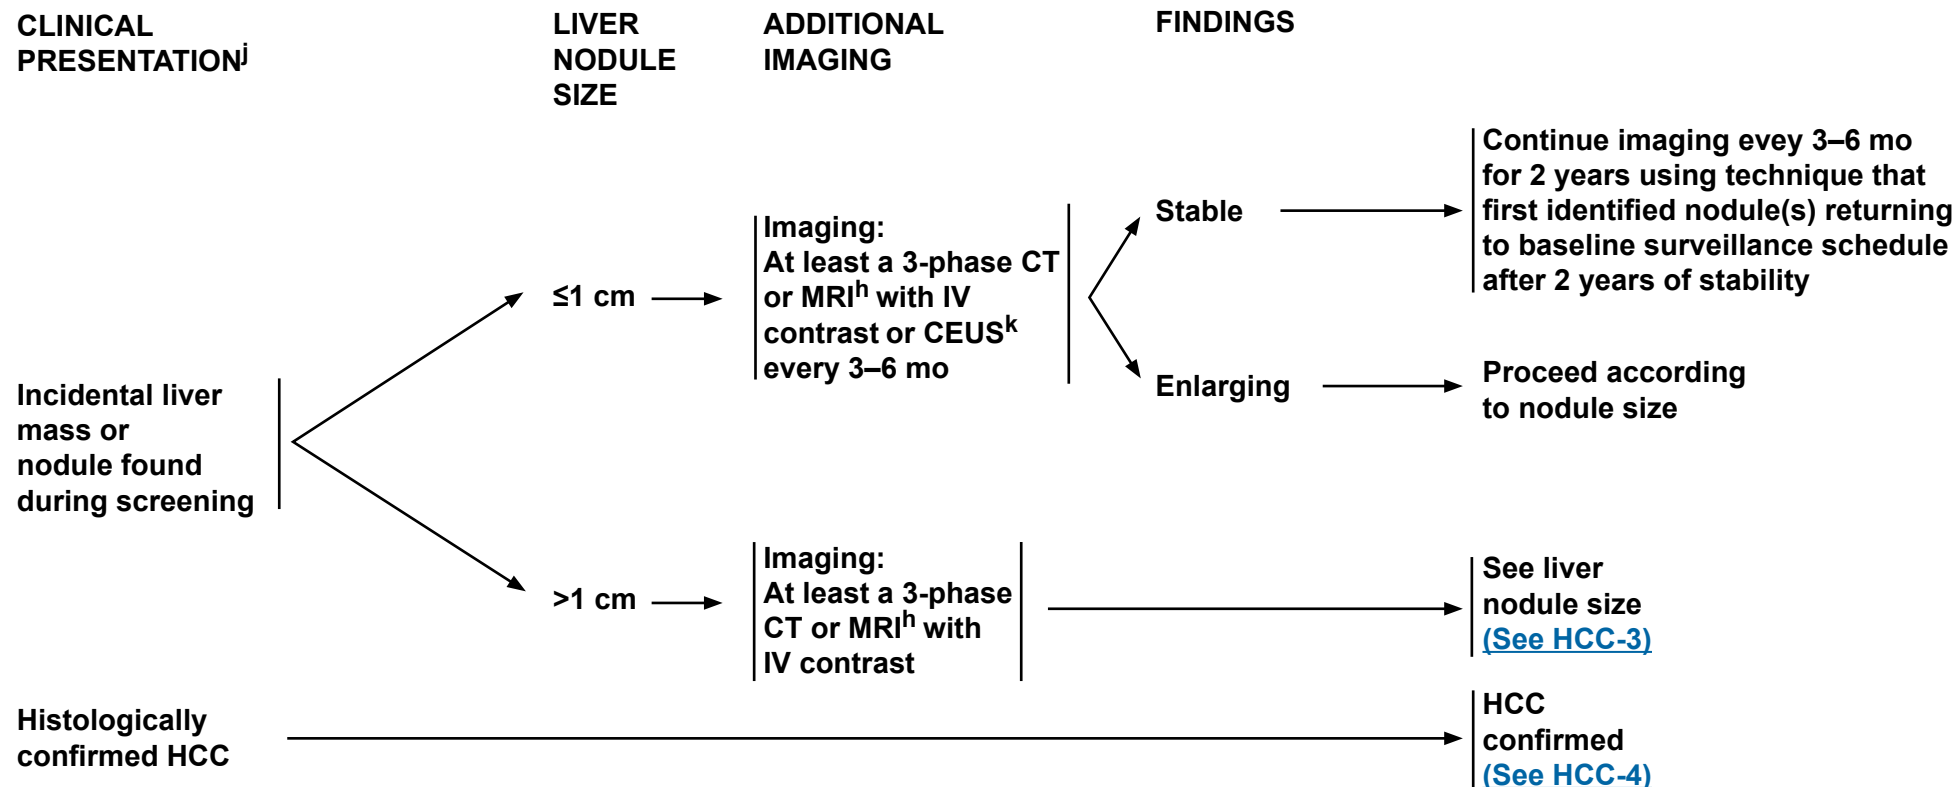 CLINICAL
PRESENTATIONj
LIVER
NODULE
SIZE
ADDITIONAL
IMAGING
FINDINGS
Incidental liver
mass or
nodule found
during screening
≤1 cm
Imaging:
At least a 3-phase CT
or MRIh with IV
contrast or CEUSk
every 3–6 mo
Stable
Continue imaging evey 3–6 mo
for 2 years using technique that
first identified nodule(s) returning
to baseline surveillance schedule
after 2 years of stability
Enlarging
Proceed according
to nodule size
>1 cm
Imaging:
At least a 3-phase
CT or MRIh with
IV contrast
See liver
nodule size
(See HCC-3)
Histologically
confirmed HCC
HCC
confirmed
(See HCC-4)